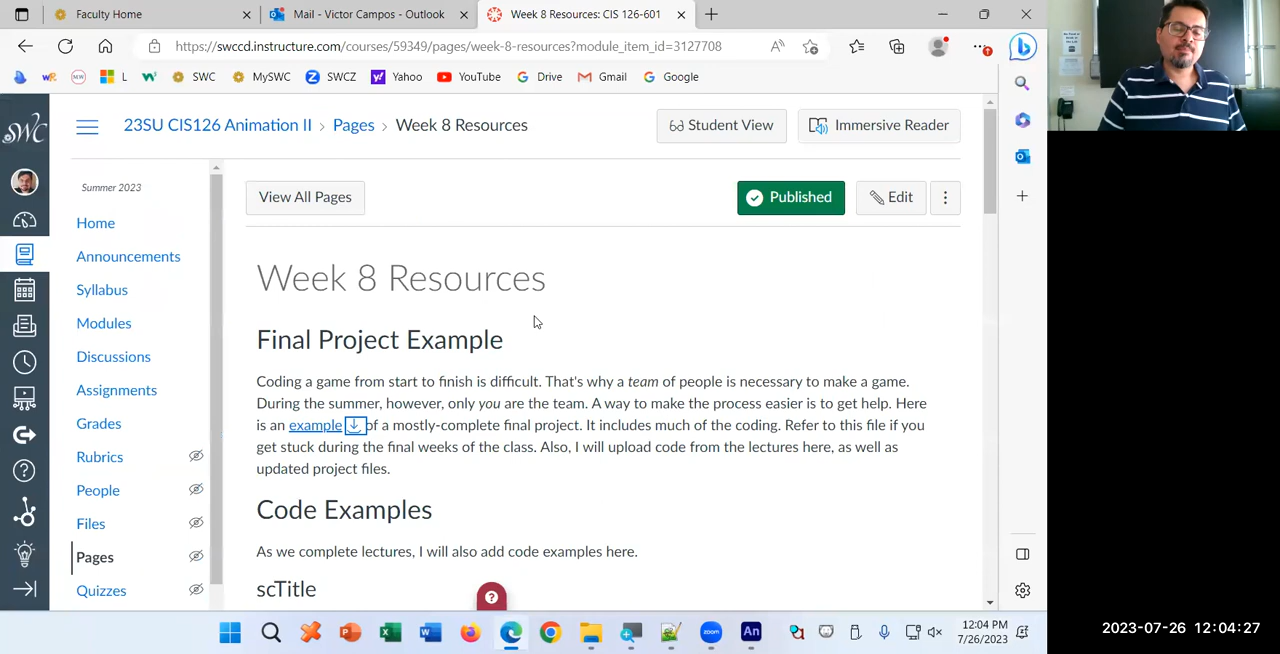 Faculty Home
Mail - Victor Campos - Outlook
Week 8 Resources: CIS 126-601
https://swccd.instructure.com/courses/59349/pages/week-8-resources?module_item_id=3127708
L
SWC
MySWC
SWCZ
Yahoo
YouTube
Drive
Gmail
Google
SWC
23SU CIS126 Animation II > Pages > Week 8 Resources
Student View
Immersive Reader
Summer 2023
Home
Announcements
Syllabus
Modules
Discussions
Assignments
Grades
Rubrics
People
Files
Pages
Quizzes
View All Pages
Published
Edit
Week 8 Resources
Final Project Example
Coding a game from start to finish is difficult. That's why a team of people is necessary to make a game.
During the summer, however, only you are the team. A way to make the process easier is to get help. Here
is an example of a mostly-complete final project. It includes much of the coding. Refer to this file if you
get stuck during the final weeks of the class. Also, I will upload code from the lectures here, as well as
updated project files.
Code Examples
As we complete lectures, I will also add code examples here.
scTitle
12:04 PM
7/26/2023
2023-07-26 12:04:27